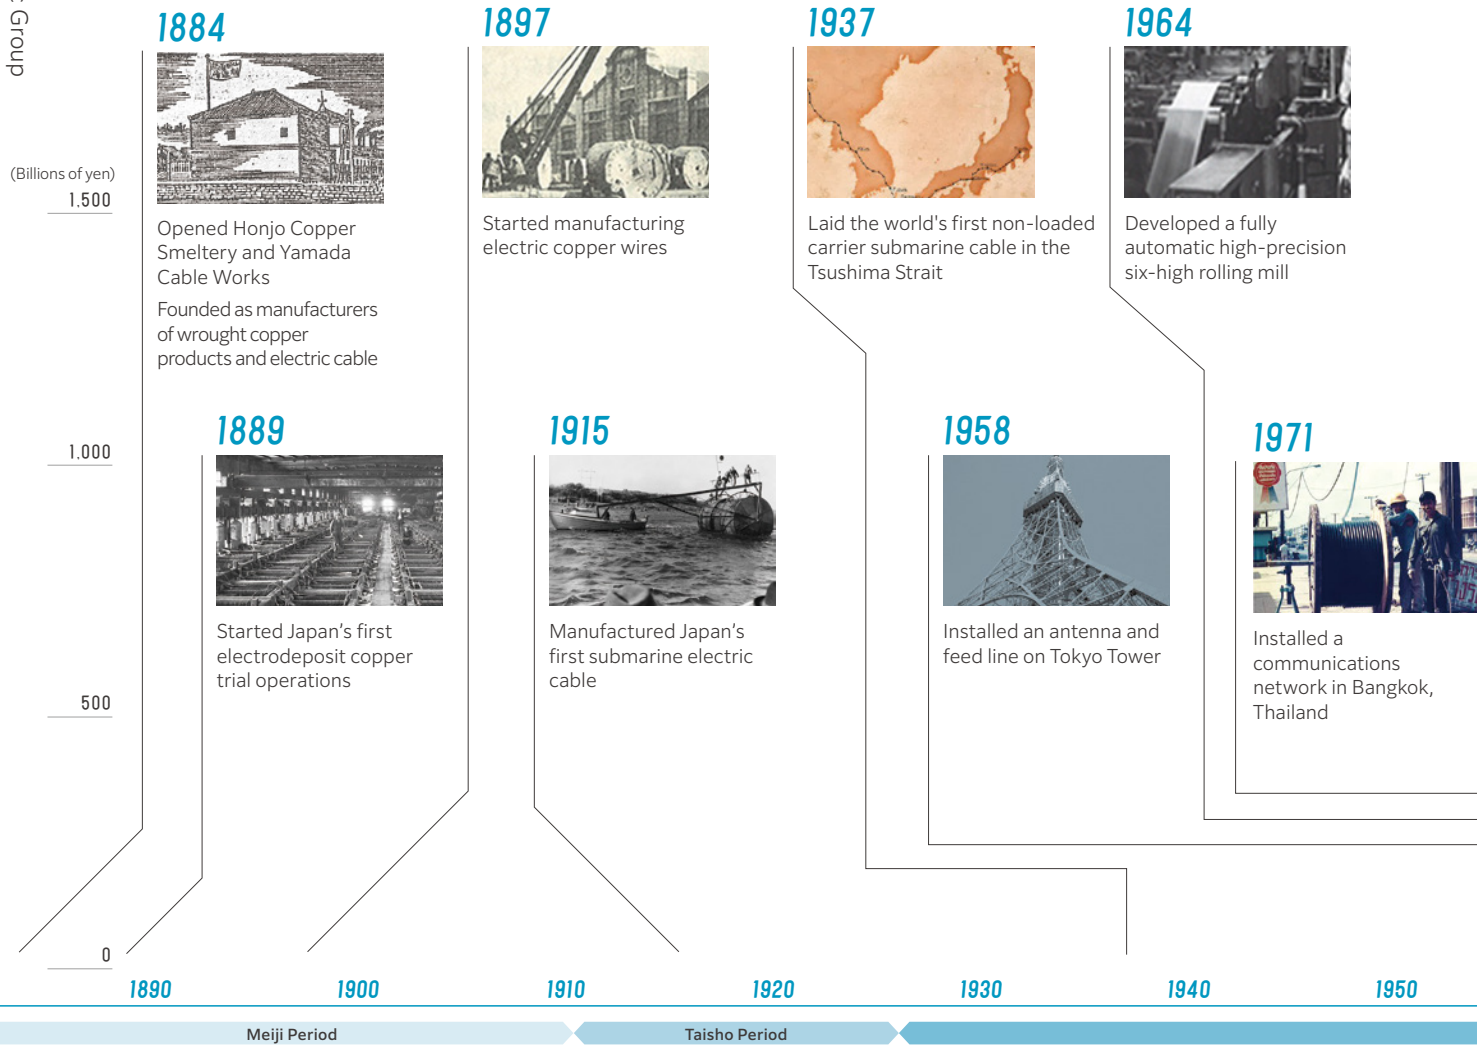 Group
(Billions of yen)
1.500
1.000
500
0
1884
Opened Honjo Copper
Smeltery and Yamada
Cable Works
Founded as manufacturers
of wrought copper
products and electric cable
1897
Started manufacturing
electric copper wires
1937
Laid the world's first non-loaded
carrier submarine cable in the
Tsushima Strait
1964
Developed a fully
automatic high-precision
six-high rolling mill
1889
Started Japan’s first
electrodeposit copper
trial operations
1915
Manufactured Japan’s
first submarine electric
cable
1958
Installed an antenna and
feed line on Tokyo Tower
1971
Installed a
communications
network in Bangkok,
Thailand
1890 1900 1910 1920 1930 1940 1950
Meiji Period Taisho Period